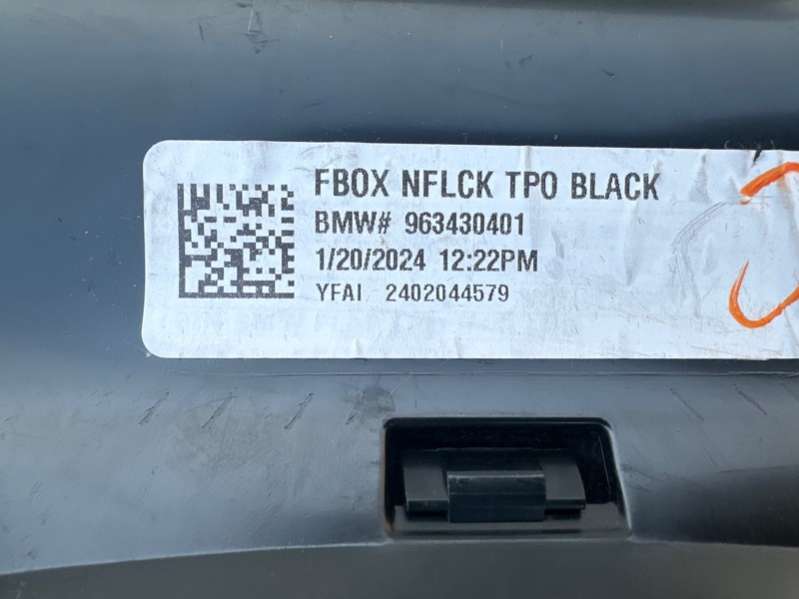 FBOX NFLCK TPO BLACK
BMW# 963430401
1/20/2024 12:22PM
YFAI 2402044579